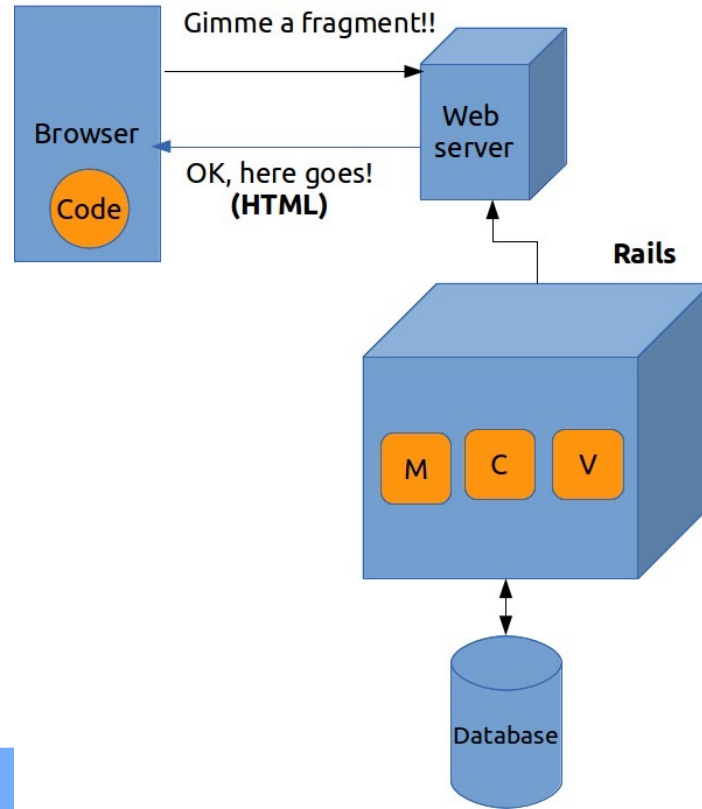 Gimme a fragment!!
Browser
Code
Web
server
OK, here goes!
(HTML)
Rails
M
C
V
Database